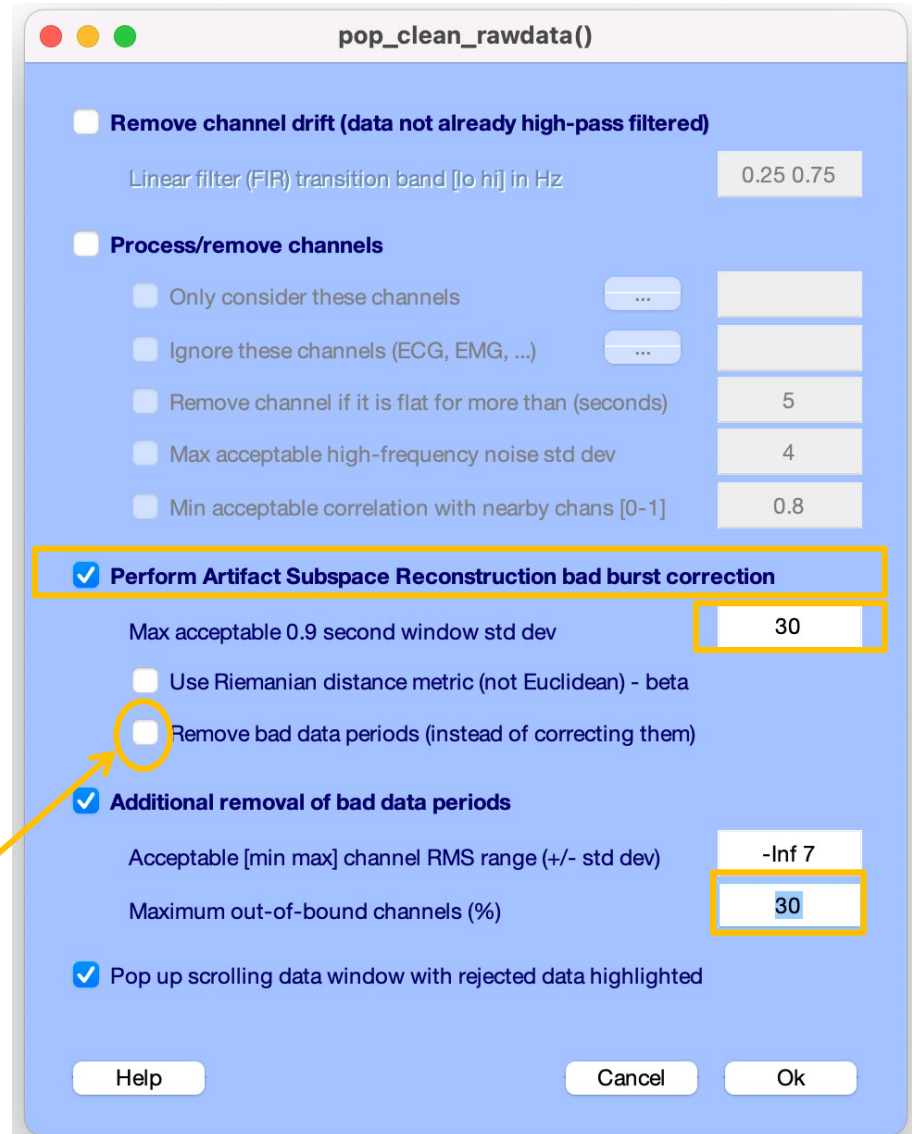 pop_clean_rawdata()
Remove channel drift (data not already high-pass filtered)
Linear filter (FIR) transition band [lo hi] in Hz 0.25 0.75
Process/remove channels
Only consider these channels ...
Ignore these channels (ECG, EMG, ...) ...
Remove channel if it is flat for more than (seconds) 5
Max acceptable high-frequency noise std dev 4
Min acceptable correlation with nearby chans [0-1] 0.8
Perform Artifact Subspace Reconstruction bad burst correction
Max acceptable 0.9 second window std dev 30
Use Riemanian distance metric (not Euclidean) - beta
Remove bad data periods (instead of correcting them)
Additional removal of bad data periods
Acceptable [min max] channel RMS range (+/- std dev) -Inf 7
Maximum out-of-bound channels (%) 30
Pop up scrolling data window with rejected data highlighted
Help Cancel Ok